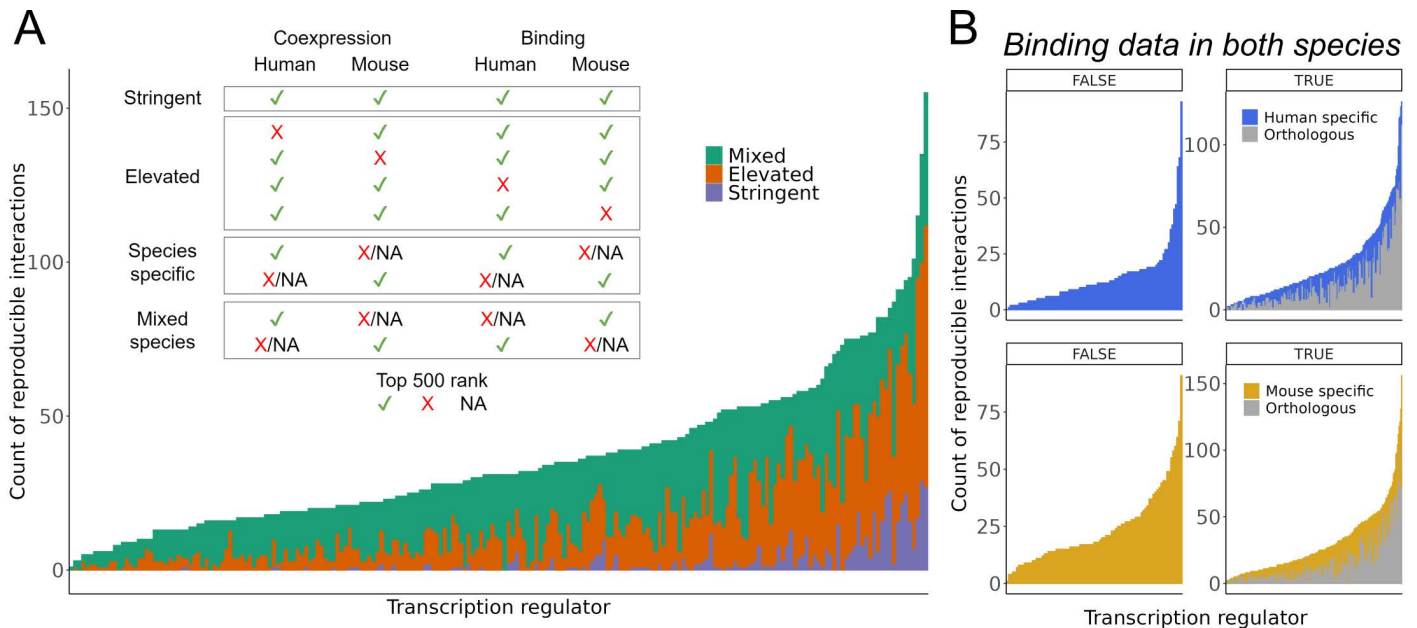 A
Coexpression Binding
Human Mouse Human Mouse
Stringent ✓ ✓ ✓ ✓
X ✓ ✓ ✓
✓ X ✓ ✓
Elevated
✓ ✓ X ✓
✓ ✓ ✓ X
Species specific
✓ X/NA ✓ X/NA
X/NA ✓ X/NA ✓
Mixed species
✓ X/NA X/NA ✓
X/NA ✓ ✓ X/NA
Top 500 rank
✓ X NA
Mixed
Elevated
Stringent
Count of reproducible interactions
150
100
50
0
Transcription regulator
B
Binding data in both species
FALSE
75
50
25
0
TRUE
Human specific
Orthologous
100
50
0
Count of reproducible interactions
FALSE
75
50
25
0
TRUE
Mouse specific
Orthologous
150
100
50
0
Transcription regulator